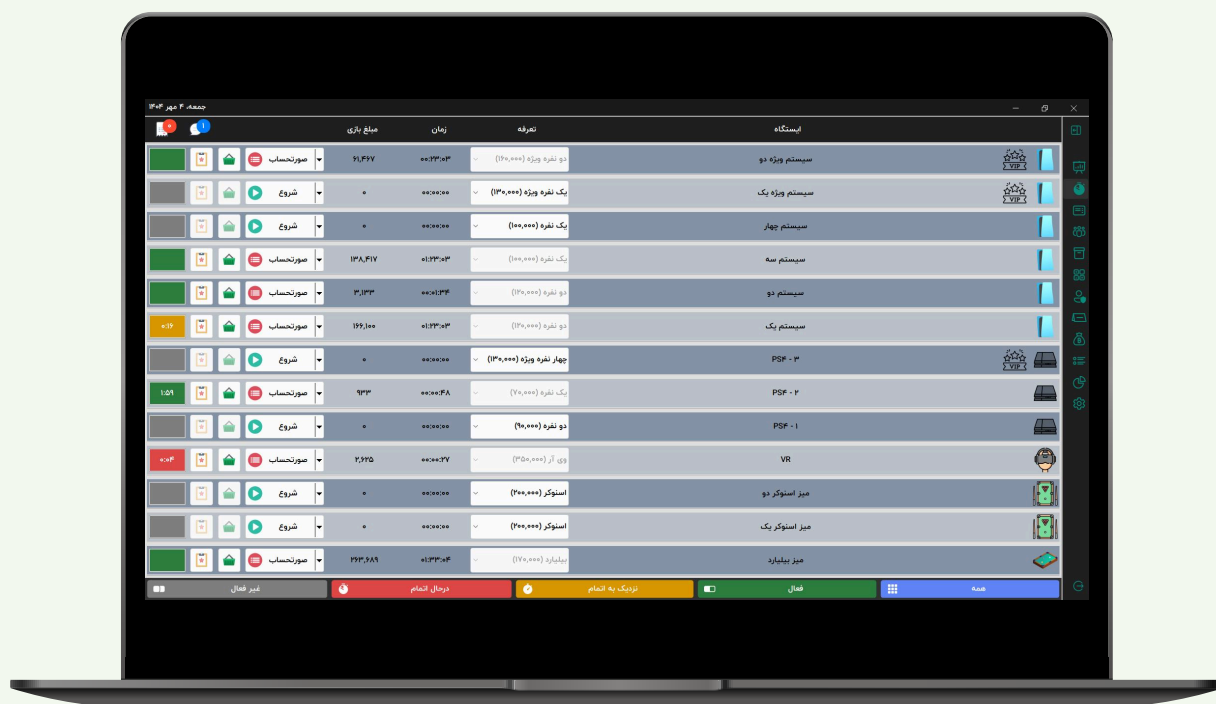 جمعه، ۴ مهر ۱۴۰۴
ایستگاه تعرفه زمان مبلغ بازی ۱ ۰
VIP سیستم ویژه دو دو نفره ویژه (۱۶۰,۰۰۰) ۰۰:۲۳:۰۳ ۶۱,۴۶۷ صورتحساب
VIP سیستم ویژه یک یک نفره ویژه (۱۳۰,۰۰۰) ۰۰:۰۰:۰۰ ۰ شروع
سیستم چهار یک نفره (۱۰۰,۰۰۰) ۰۰:۰۰:۰۰ ۰ شروع
سیستم سه یک نفره (۱۰۰,۰۰۰) ۰۱:۲۳:۰۳ ۱۳۸,۴۱۷ صورتحساب
سیستم دو دو نفره (۱۲۰,۰۰۰) ۰۰:۰۱:۳۴ ۳,۱۳۳ صورتحساب
سیستم یک دو نفره (۱۲۰,۰۰۰) ۰۱:۲۳:۰۳ ۱۶۶,۱۰۰ صورتحساب ۰:۱۶
VIP PS۴ - ۳ چهار نفره ویژه (۱۳۰,۰۰۰) ۰۰:۰۰:۰۰ ۰ شروع
PS۴ - ۲ یک نفره (۷۰,۰۰۰) ۰۰:۰۰:۴۸ ۹۳۳ صورتحساب ۱:۵۹
PS۴ - ۱ دو نفره (۹۰,۰۰۰) ۰۰:۰۰:۰۰ ۰ شروع
VR وی آر (۳۵۰,۰۰۰) ۰۰:۰۰:۲۷ ۲,۶۲۵ صورتحساب ۰:۰۴
میز اسنوکر دو اسنوکر (۲۰۰,۰۰۰) ۰۰:۰۰:۰۰ ۰ شروع
میز اسنوکر یک اسنوکر (۲۰۰,۰۰۰) ۰۰:۰۰:۰۰ ۰ شروع
میز بیلیارد بیلیارد (۱۷۰,۰۰۰) ۰۱:۳۳:۰۴ ۲۶۳,۶۸۹ صورتحساب
همه فعال نزدیک به اتمام درحال اتمام غیر فعال